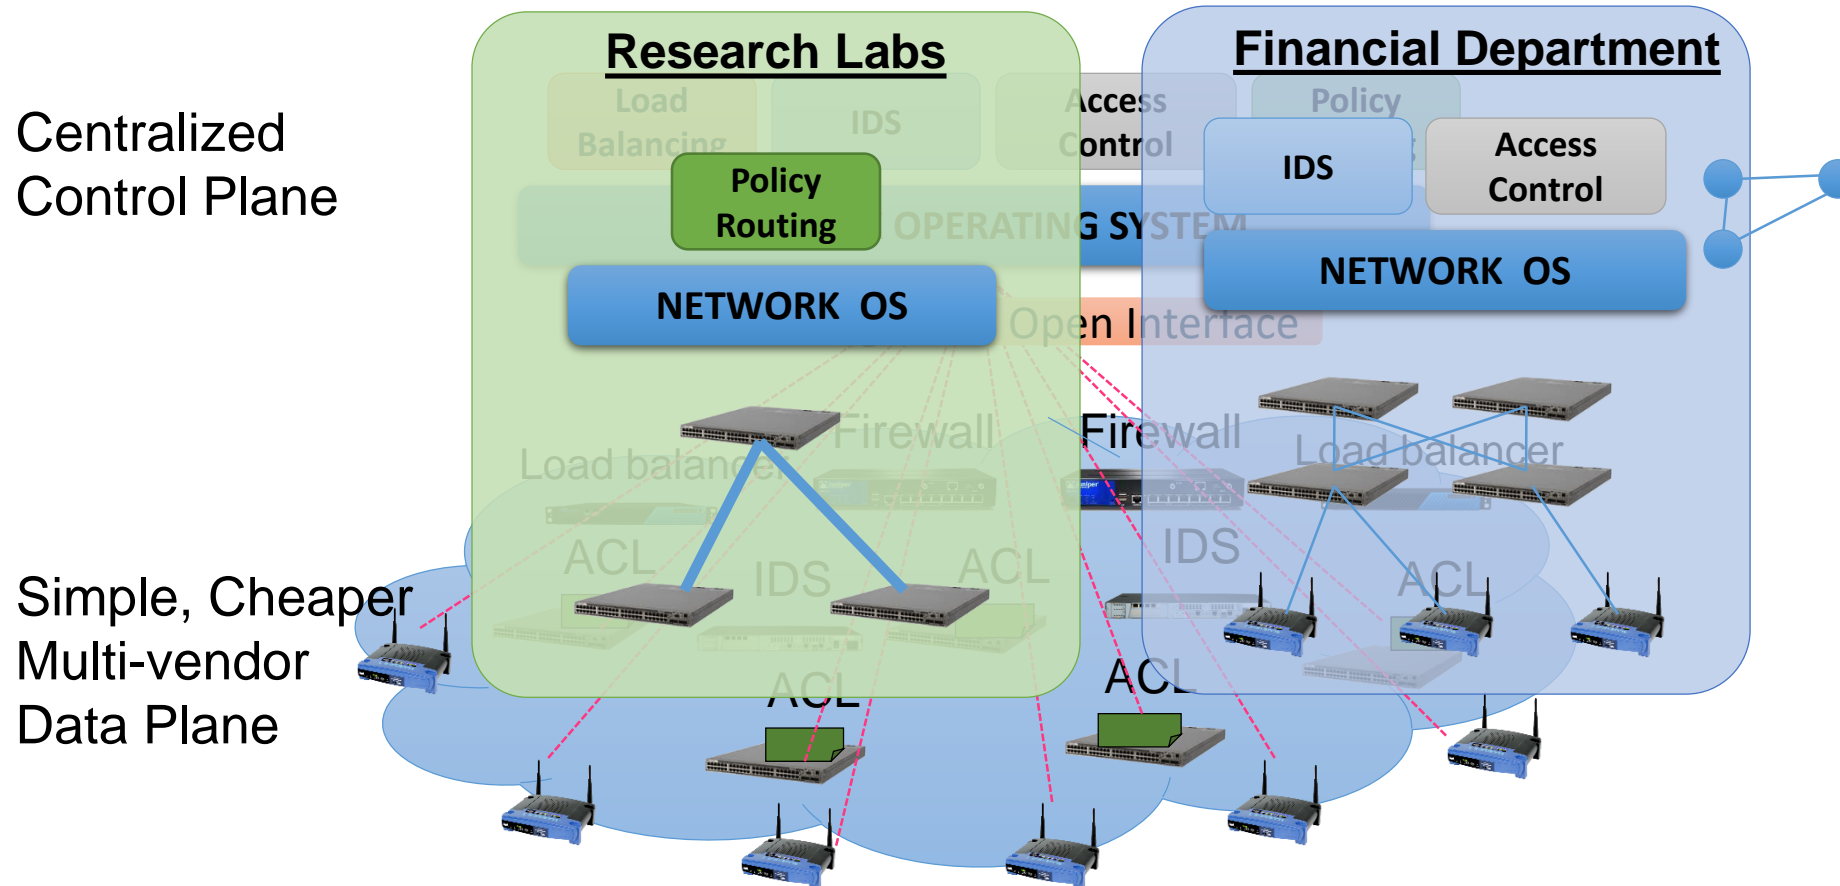 Research Labs
Financial Department
Load
Balancing
IDS
Access
Control
Policy
Centralized
Control Plane
Policy
Routing
IDS
Access
Control
OPERATING SYSTEM
NETWORK OS
NETWORK OS
Open Interface
Firewall
Firewall
Load balancer
Load balancer
ACL
IDS
ACL
IDS
ACL
Simple, Cheaper
Multi-vendor
Data Plane
ACL
ACL